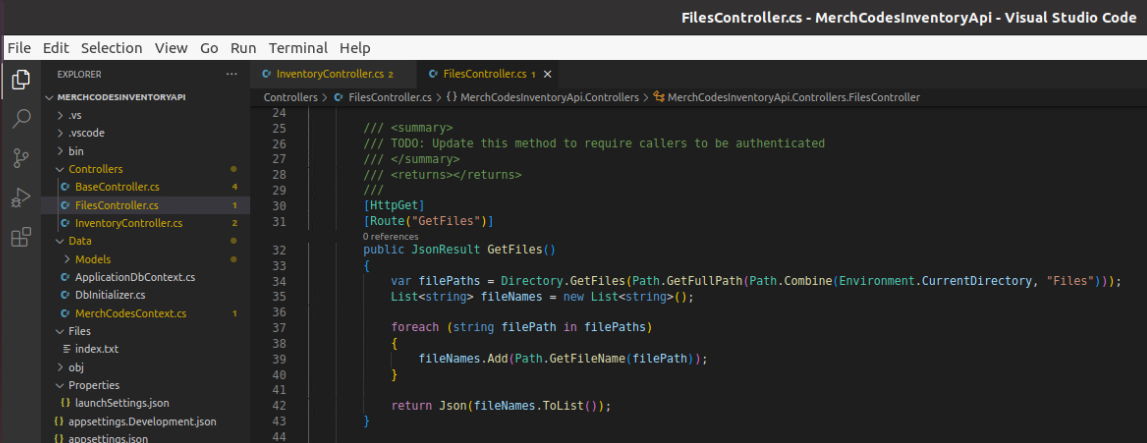 FilesController.cs - MerchCodesInventoryApi - Visual Studio Code
File Edit Selection View Go Run Terminal Help
EXPLORER ···
MERCHCODESINVENTORYAPI
.vs
.vscode
bin
Controllers
BaseController.cs 4
FilesController.cs 1
InventoryController.cs 2
Data
Models
ApplicationDbContext.cs
DbInitializer.cs
MerchCodesContext.cs 1
Files
index.txt
obj
Properties
{} launchSettings.json
{} appsettings.Development.json
{} appsettings.json
InventoryController.cs 2 FilesController.cs 1 ×
Controllers > FilesController.cs > {} MerchCodesInventoryApi.Controllers > MerchCodesInventoryApi.Controllers.FilesController
24
25 /// <summary>
26 /// TODO: Update this method to require callers to be authenticated
27 /// </summary>
28 /// <returns></returns>
29 ///
30 [HttpGet]
31 [Route("GetFiles")]
0 references
32 public JsonResult GetFiles()
33 {
34 var filePaths = Directory.GetFiles(Path.GetFullPath(Path.Combine(Environment.CurrentDirectory, "Files")));
35 List<string> fileNames = new List<string>();
36
37 foreach (string filePath in filePaths)
38 {
39 fileNames.Add(Path.GetFileName(filePath));
40 }
41
42 return Json(fileNames.ToList());
43 }
44